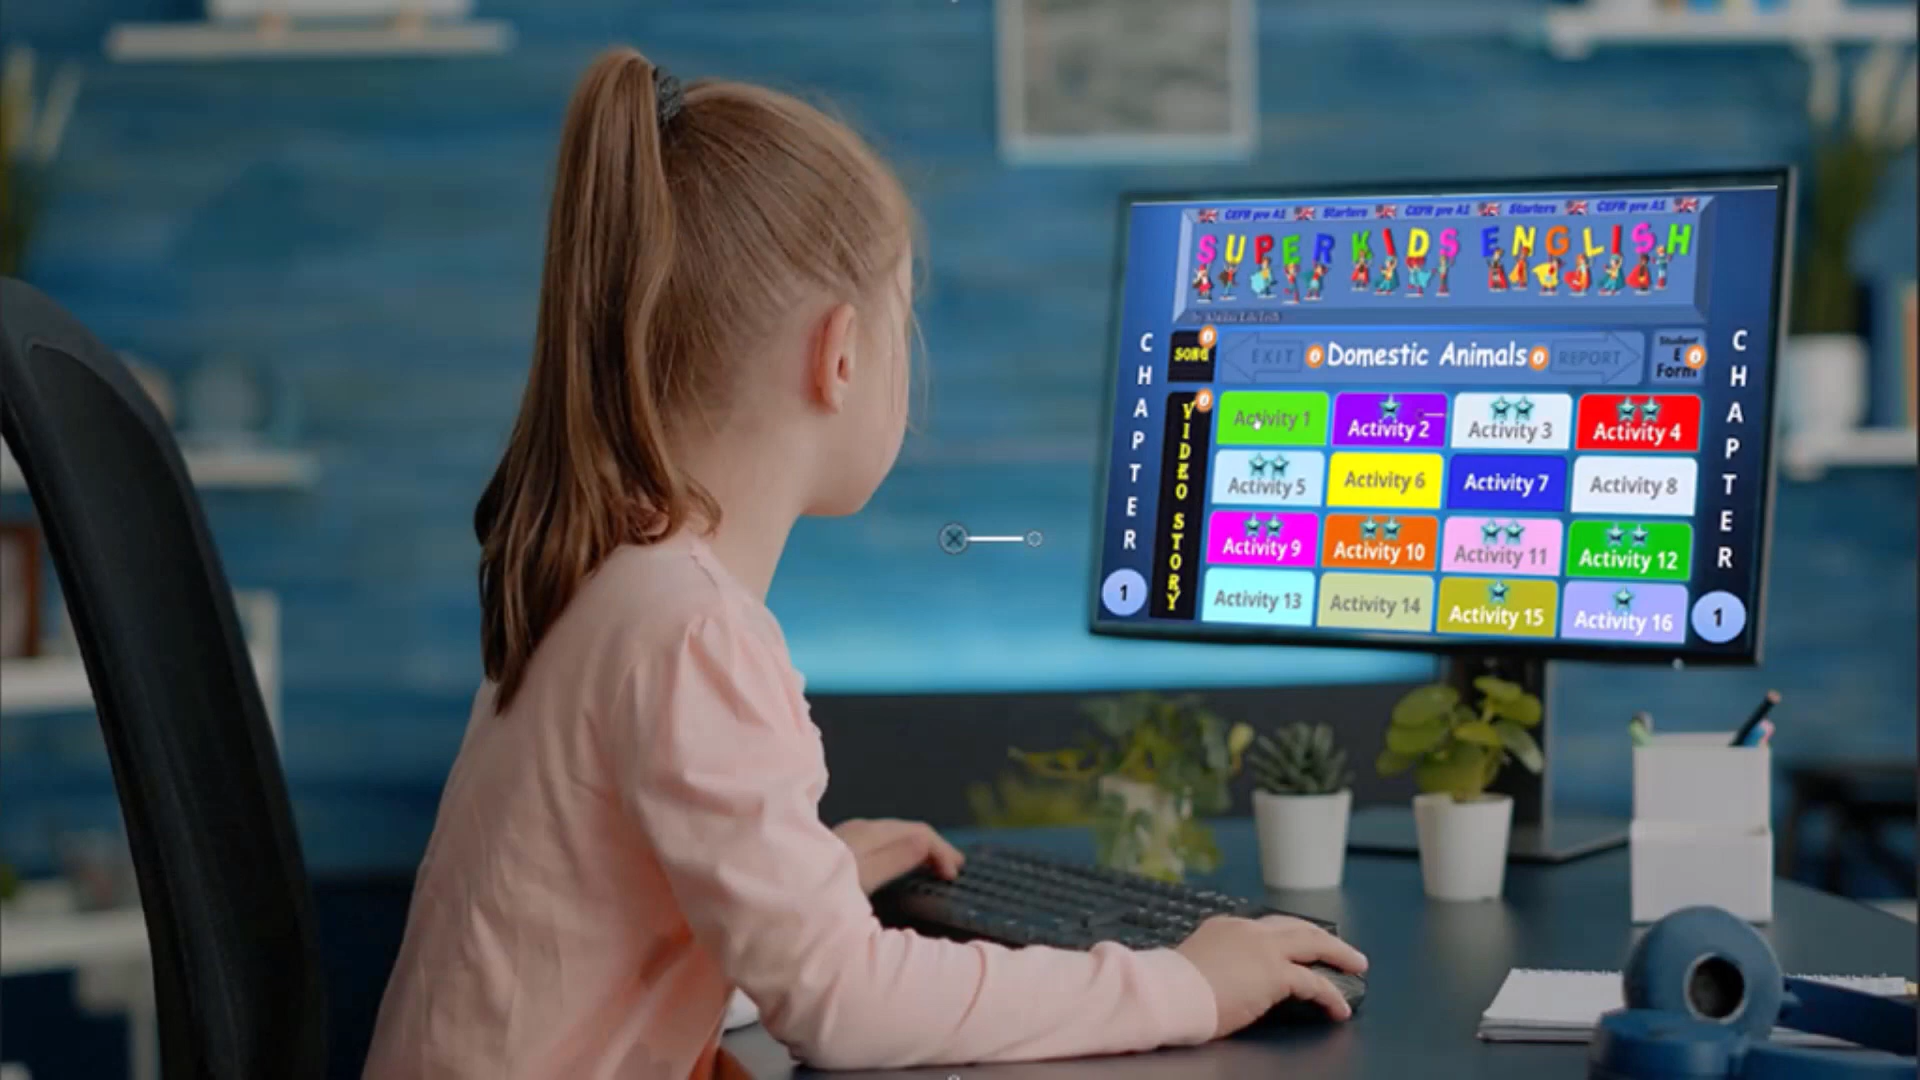 CEFR pre A1 Starters CEFR pre A1 Starters CEFR pre A1
SUPER KIDS ENGLISH
SONG
EXIT
Domestic Animals
REPORT
Student
E
Form
CHAPTER
1
VIDEO STORY
Activity 1
Activity 2
Activity 3
Activity 4
Activity 5
Activity 6
Activity 7
Activity 8
Activity 9
Activity 10
Activity 11
Activity 12
Activity 13
Activity 14
Activity 15
Activity 16
CHAPTER
1